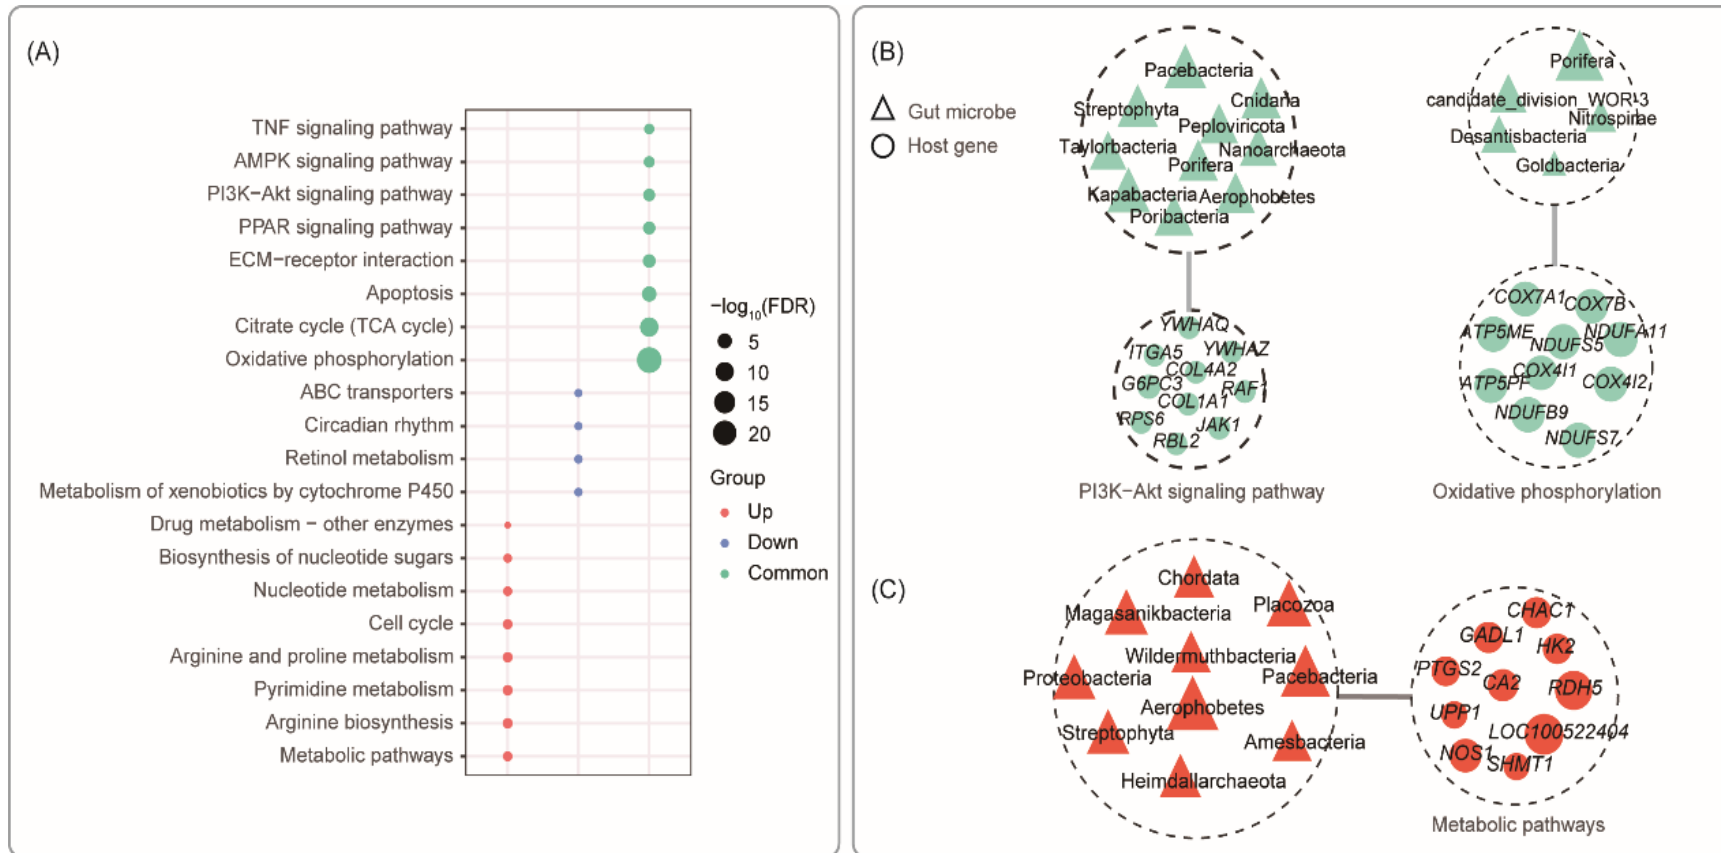 (A)
TNF signaling pathway
AMPK signaling pathway
PI3K−Akt signaling pathway
PPAR signaling pathway
ECM−receptor interaction
Apoptosis
Citrate cycle (TCA cycle)
Oxidative phosphorylation
ABC transporters
Circadian rhythm
Retinol metabolism
Metabolism of xenobiotics by cytochrome P450
Drug metabolism − other enzymes
Biosynthesis of nucleotide sugars
Nucleotide metabolism
Cell cycle
Arginine and proline metabolism
Pyrimidine metabolism
Arginine biosynthesis
Metabolic pathways
−log10(FDR)
5
10
15
20
Group
Up
Down
Common
(B)
Gut microbe
Host gene
Pacebacteria
Streptophyta
Cnidaria
Peploviricota
Taylorbacteria
Nanoarchaeota
Porifera
Kapabacteria
Aerophobetes
Poribacteria
YWHAQ
ITGA5
YWHAZ
COL4A2
G6PC3
RAF1
COL1A1
RPS6
JAK1
RBL2
PI3K-Akt signaling pathway
Porifera
candidate_division_WOR-3
Nitrospirae
Desantisbacteria
Goldbacteria
COX7A1
COX7B
ATP5ME
NDUFA11
NDUFS5
COX4I1
ATP5PF
COX4I2
NDUFB9
NDUFS7
Oxidative phosphorylation
(C)
Chordata
Magasanikbacteria
Placozoa
Wildermuthbacteria
Proteobacteria
Pacebacteria
Aerophobetes
Streptophyta
Amesbacteria
Heimdallarchaeota
CHAC1
GADL1
HK2
PTGS2
CA2
RDH5
UPP1
LOC100522404
NOS1
SHMT1
Metabolic pathways